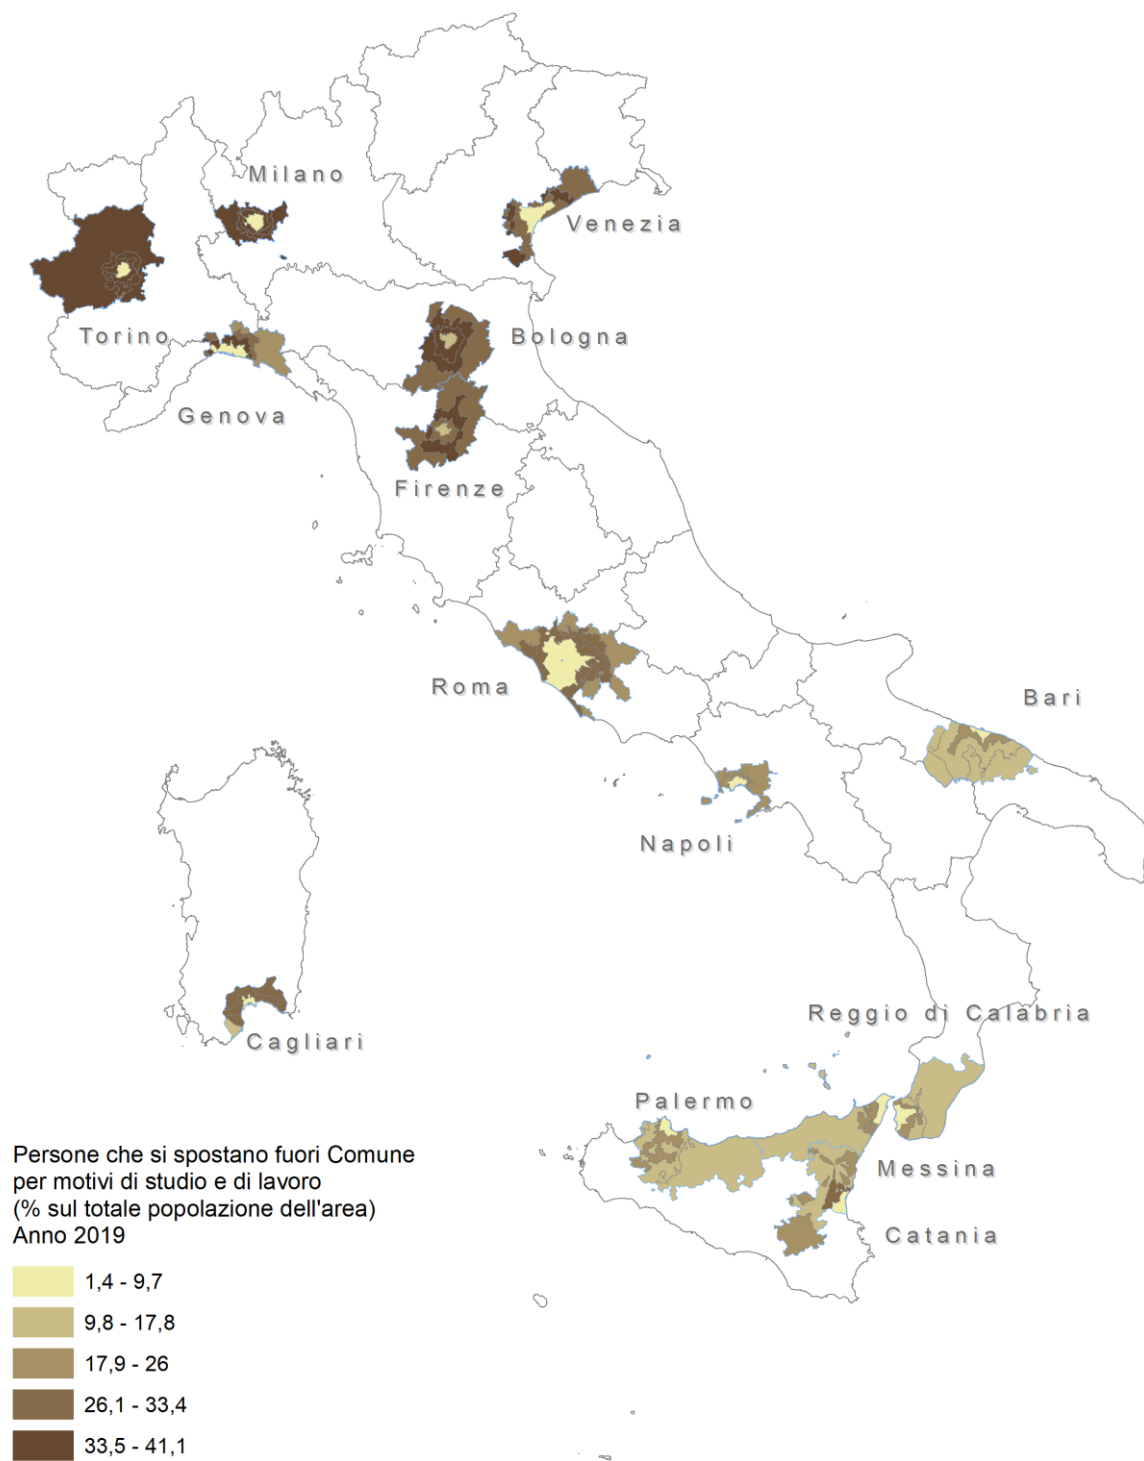 Milano
Venezia
Torino
Bologna
Genova
Firenze
Roma
Bari
Napoli
Reggio di Calabria
Cagliari
Palermo
Messina
Catania
Persone che si spostano fuori Comune
per motivi di studio e di lavoro
(% sul totale popolazione dell'area)
Anno 2019
1,4 - 9,7
9,8 - 17,8
17,9 - 26
26,1 - 33,4
33,5 - 41,1